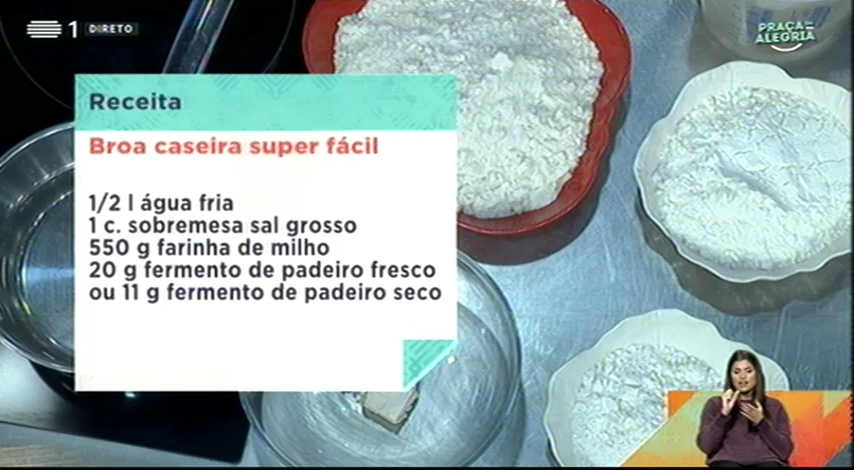 1 DIRETO
PRAÇA DA
ALEGRIA
Receita
Broa caseira super fácil
1/2 l água fria
1 c. sobremesa sal grosso
550 g farinha de milho
20 g fermento de padeiro fresco
ou 11 g fermento de padeiro seco